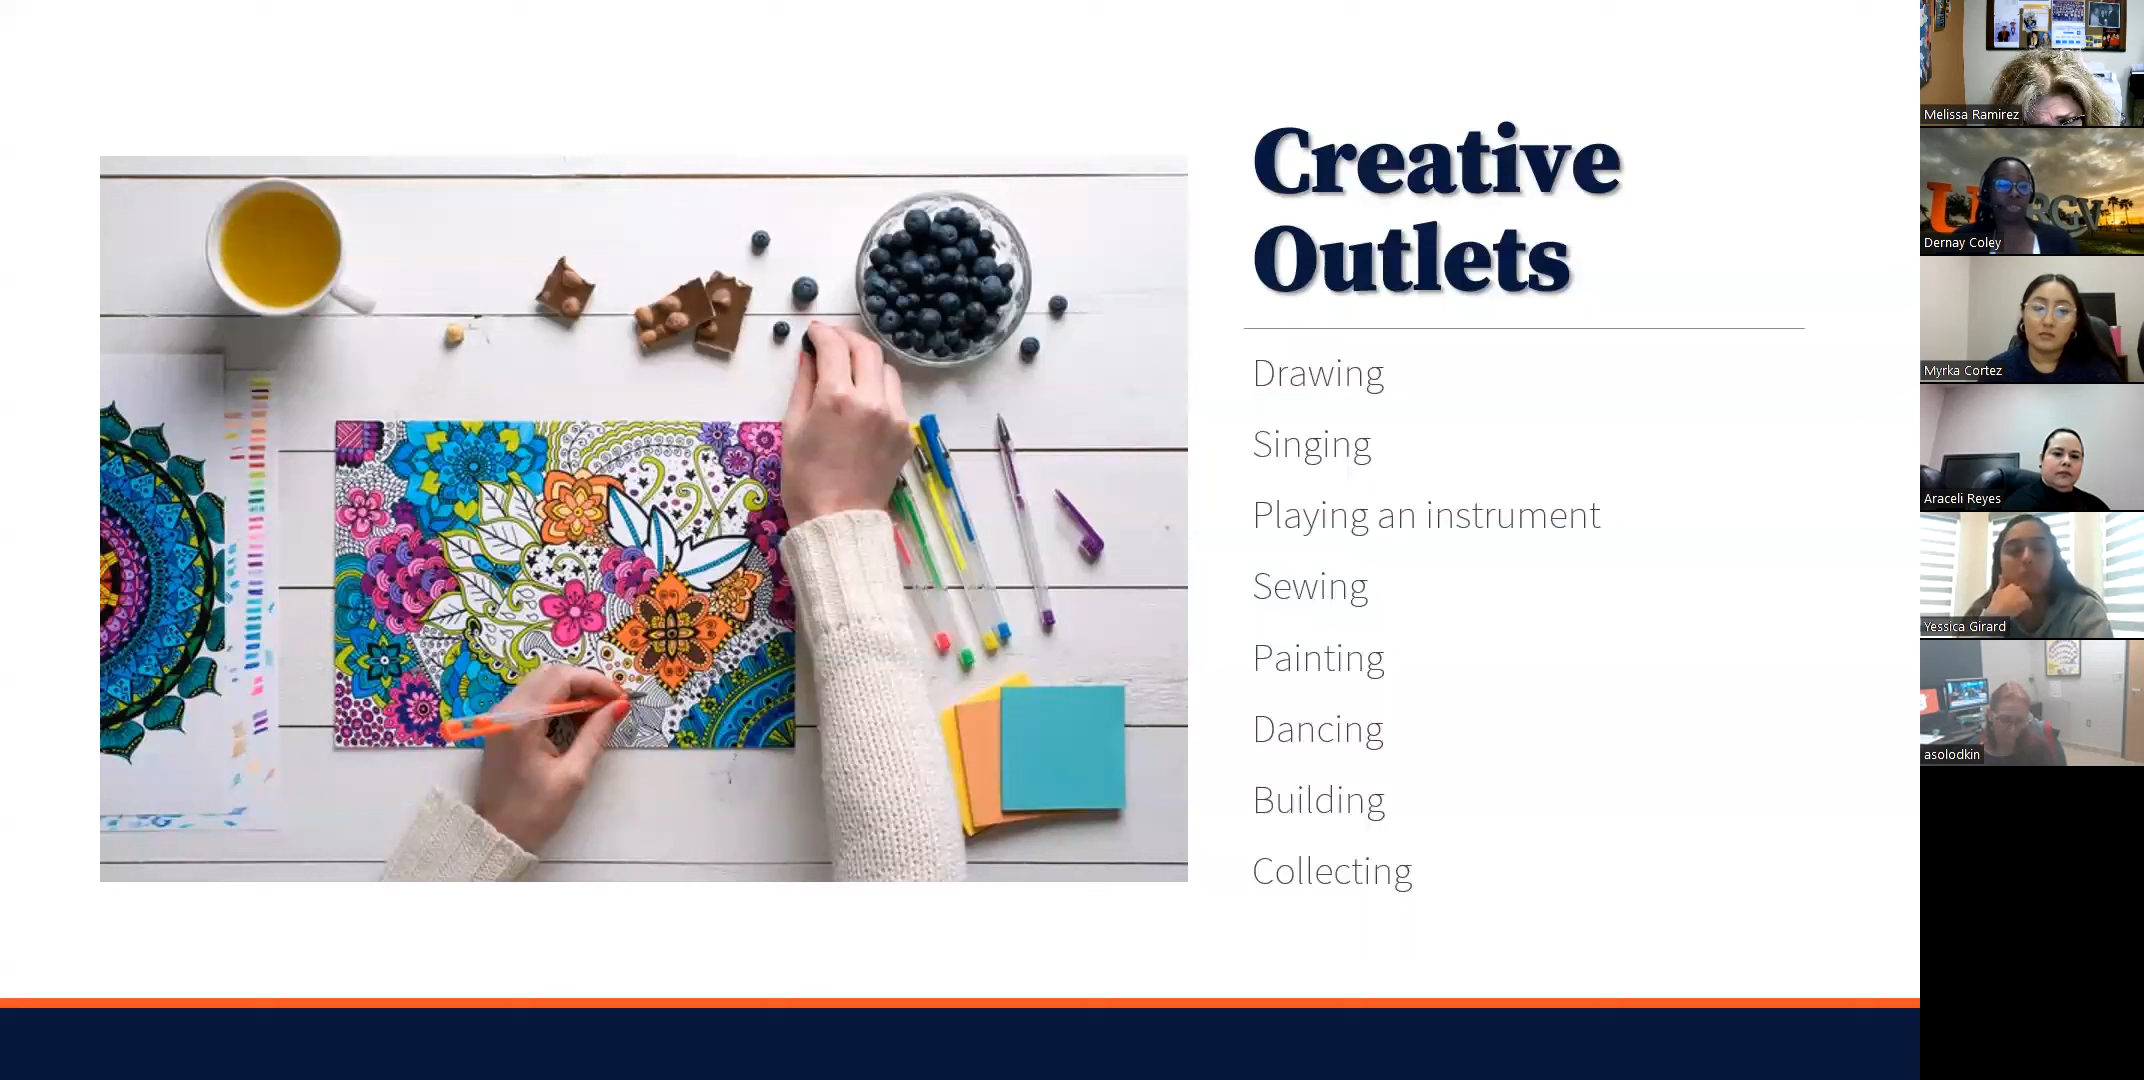 Creative
Outlets
Drawing
Singing
Playing an instrument
Sewing
Painting
Dancing
Building
Collecting
Melissa Ramirez
Dernay Coley
Myrka Cortez
Araceli Reyes
Yessica Girard
asolodkin